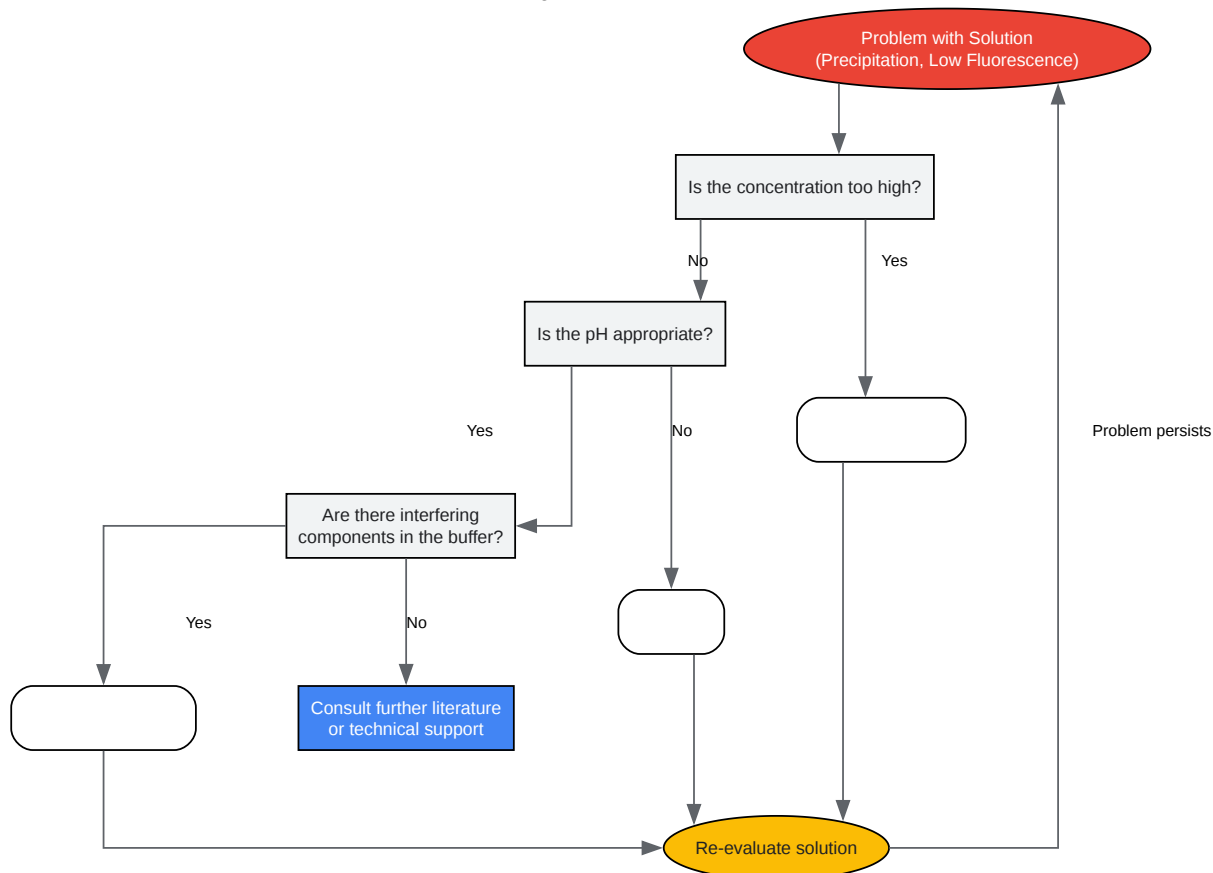 Problem with Solution
(Precipitation, Low Fluorescence)
Is the concentration too high?
No
Yes
Is the pH appropriate?
Yes
No
Problem persists
Are there interfering
components in the buffer?
Yes
No
Consult further literature
or technical support
Re-evaluate solution